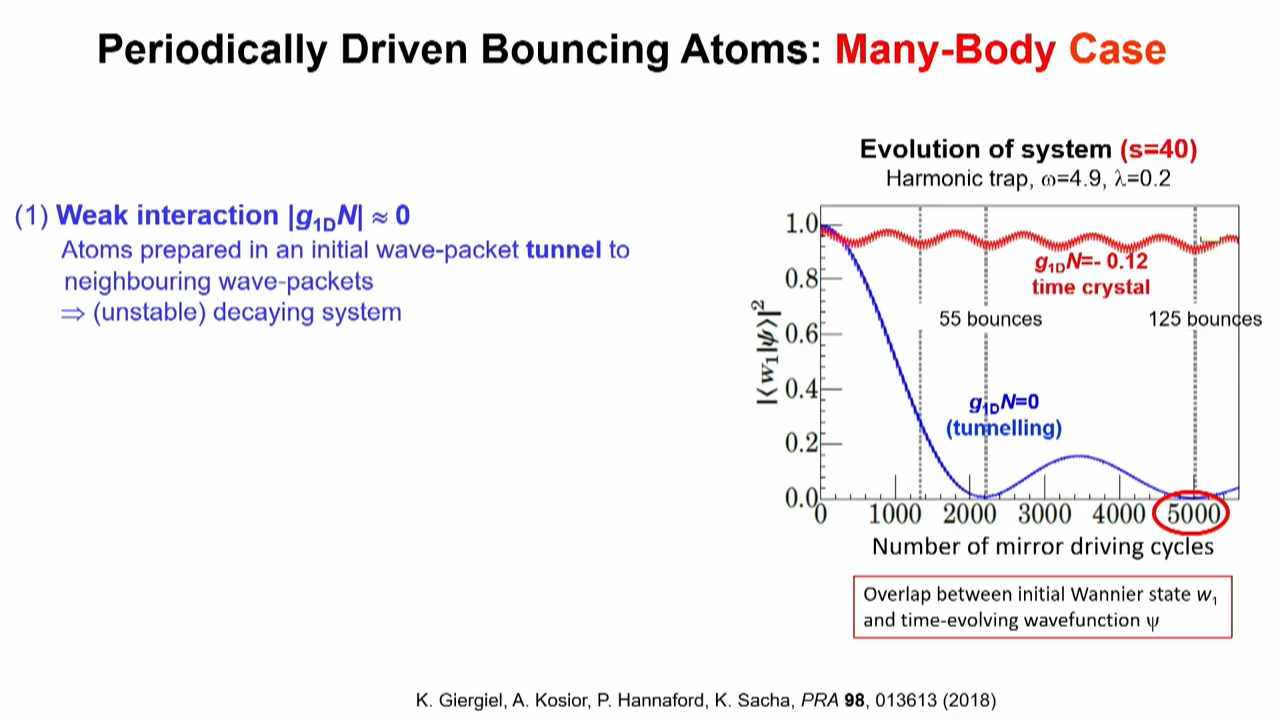 Periodically Driven Bouncing Atoms: Many-Body Case
(1) Weak interaction |g₁DN| ≈ 0
Atoms prepared in an initial wave-packet tunnel to
neighbouring wave-packets
⇒ (unstable) decaying system
Evolution of system (s=40)
Harmonic trap, ω=4.9, λ=0.2
|⟨w₁|ψ⟩|²
1.0
0.8
0.6
0.4
0.2
0.0
g₁DN=- 0.12
time crystal
55 bounces
125 bounces
g₁DN=0
(tunnelling)
0 1000 2000 3000 4000 5000
Number of mirror driving cycles
Overlap between initial Wannier state w₁
and time-evolving wavefunction ψ
K. Giergiel, A. Kosior, P. Hannaford, K. Sacha, PRA 98, 013613 (2018)